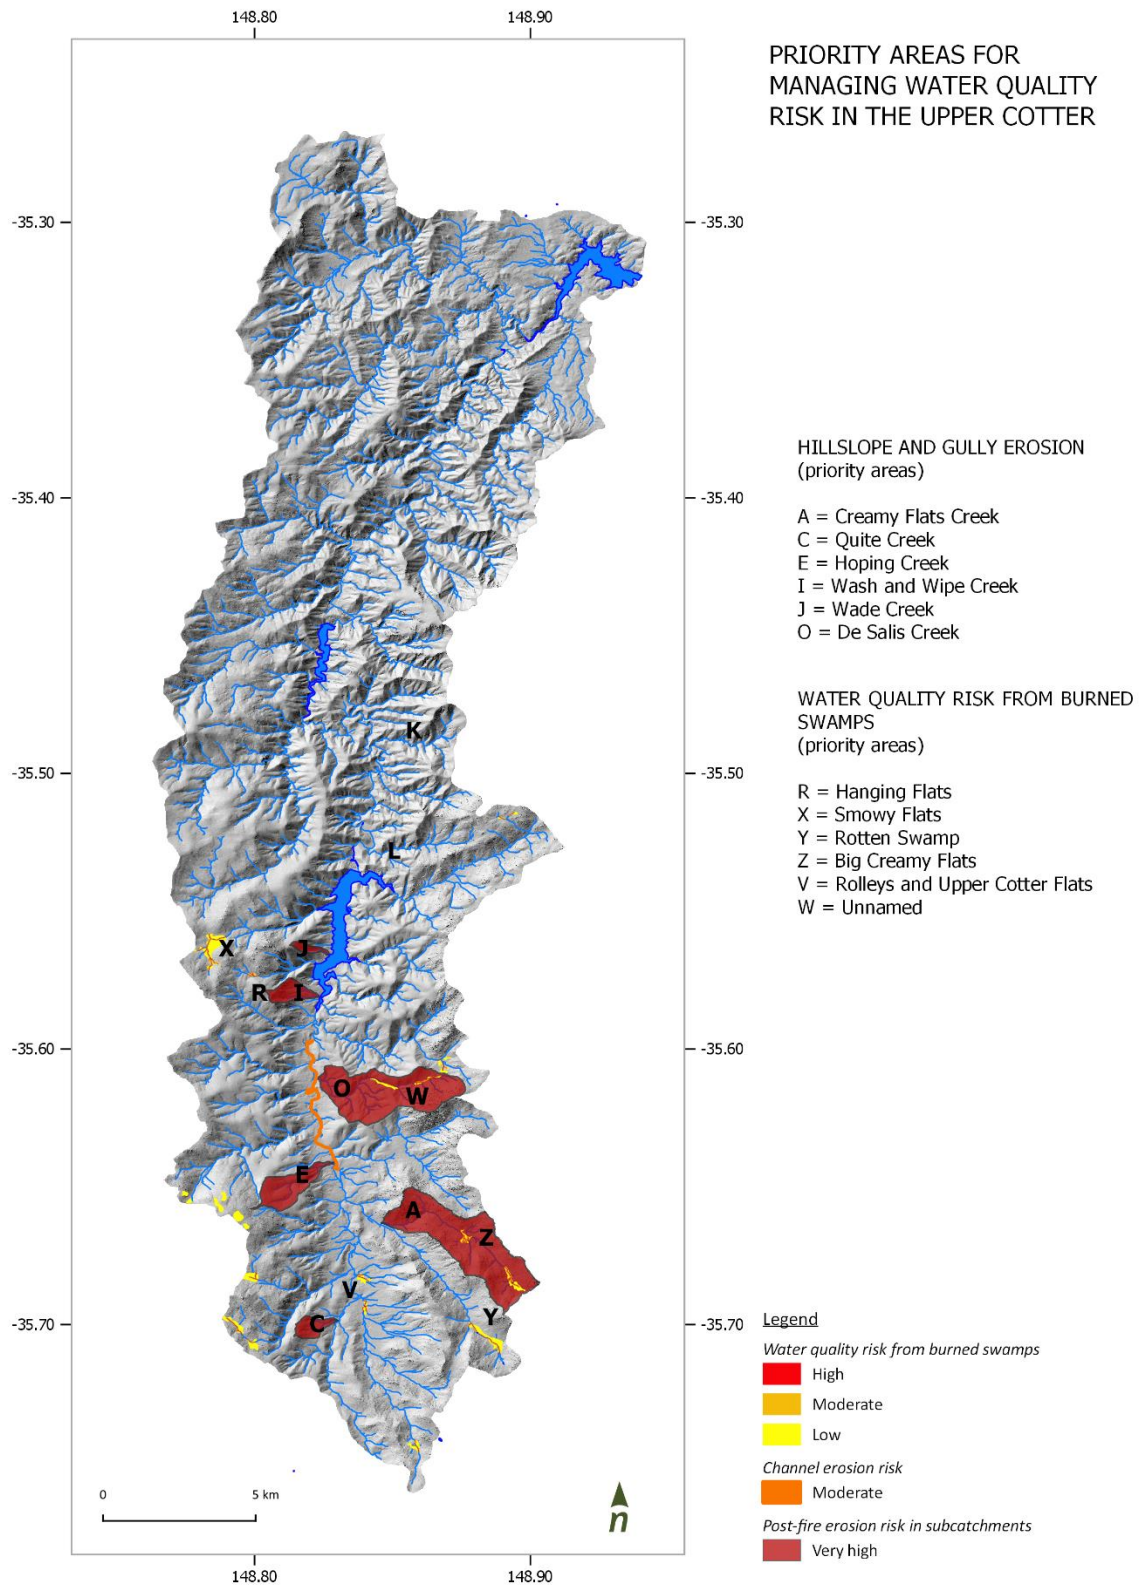 148.80
148.90
PRIORITY AREAS FOR
MANAGING WATER QUALITY
RISK IN THE UPPER COTTER
-35.30
-35.30
HILLSLOPE AND GULLY EROSION
(priority areas)
-35.40
-35.40
A = Creamy Flats Creek
C = Quite Creek
E = Hoping Creek
I = Wash and Wipe Creek
J = Wade Creek
O = De Salis Creek
WATER QUALITY RISK FROM BURNED
SWAMPS
(priority areas)
K
-35.50
-35.50
R = Hanging Flats
X = Smowy Flats
Y = Rotten Swamp
Z = Big Creamy Flats
V = Rolleys and Upper Cotter Flats
W = Unnamed
L
X
J
R
I
-35.60
-35.60
O
W
E
A
Z
V
Y
C
-35.70
-35.70
Legend
Water quality risk from burned swamps
High
Moderate
Low
Channel erosion risk
Moderate
Post-fire erosion risk in subcatchments
Very high
0
5 km
n
148.80
148.90